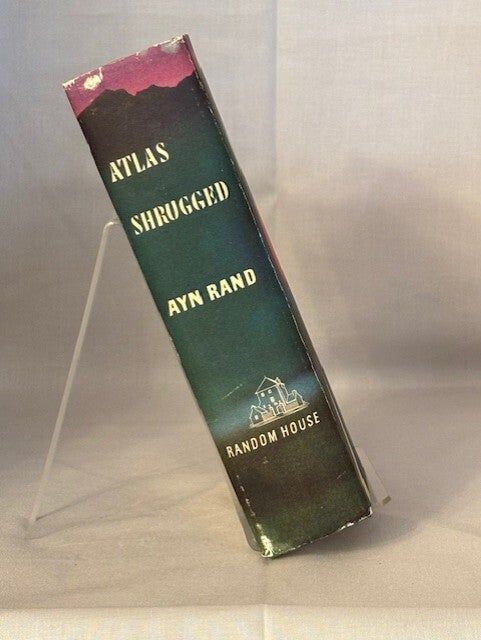 ATLAS
SHRUGGED
AYN RAND
RANDOM HOUSE